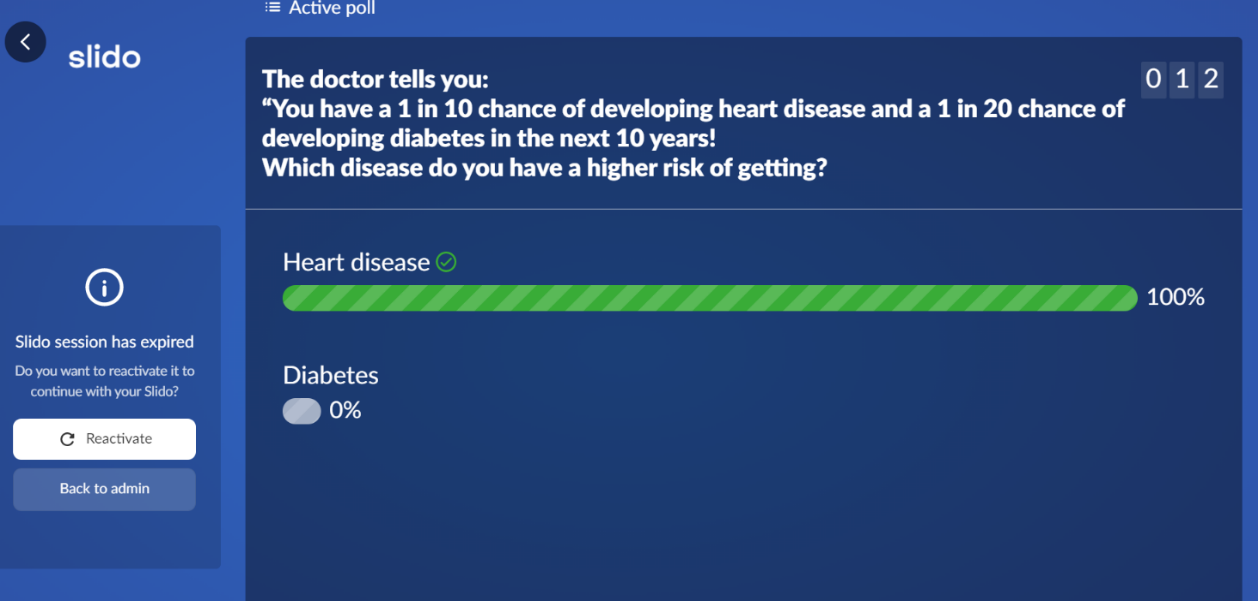 Active poll
slido
The doctor tells you:
“You have a 1 in 10 chance of developing heart disease and a 1 in 20 chance of
developing diabetes in the next 10 years!
Which disease do you have a higher risk of getting?
0 1 2
Heart disease
100%
Diabetes
0%
Slido session has expired
Do you want to reactivate it to
continue with your Slido?
Reactivate
Back to admin